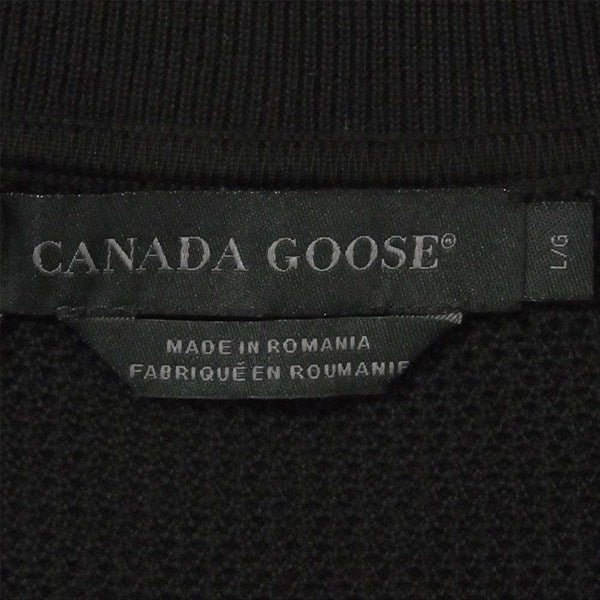 CANADA GOOSE®
L/G
MADE IN ROMANIA
FABRIQUÉ EN ROUMANIE